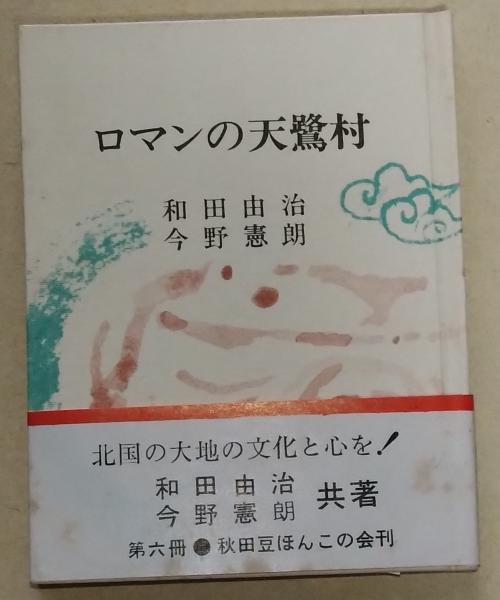 ロマンの天鷺村
和田由治
今野憲朗
北国の大地の文化と心を!
和田由治
今野憲朗 共著
第六冊●秋田豆ほんこの会刊